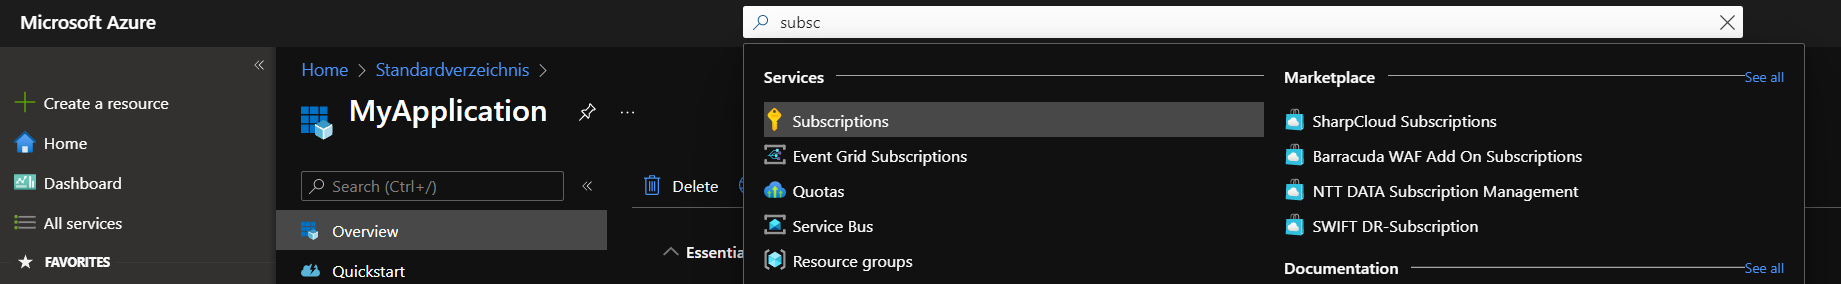 Microsoft Azure
subsc
Create a resource
Home
Dashboard
All services
FAVORITES
Home
Standardverzeichnis
MyApplication
Search (Ctrl+/)
Overview
Quickstart
Delete
Essentia
Services
Subscriptions
Event Grid Subscriptions
Quotas
Service Bus
Resource groups
Marketplace
See all
SharpCloud Subscriptions
Barracuda WAF Add On Subscriptions
NTT DATA Subscription Management
SWIFT DR-Subscription
Documentation
See all